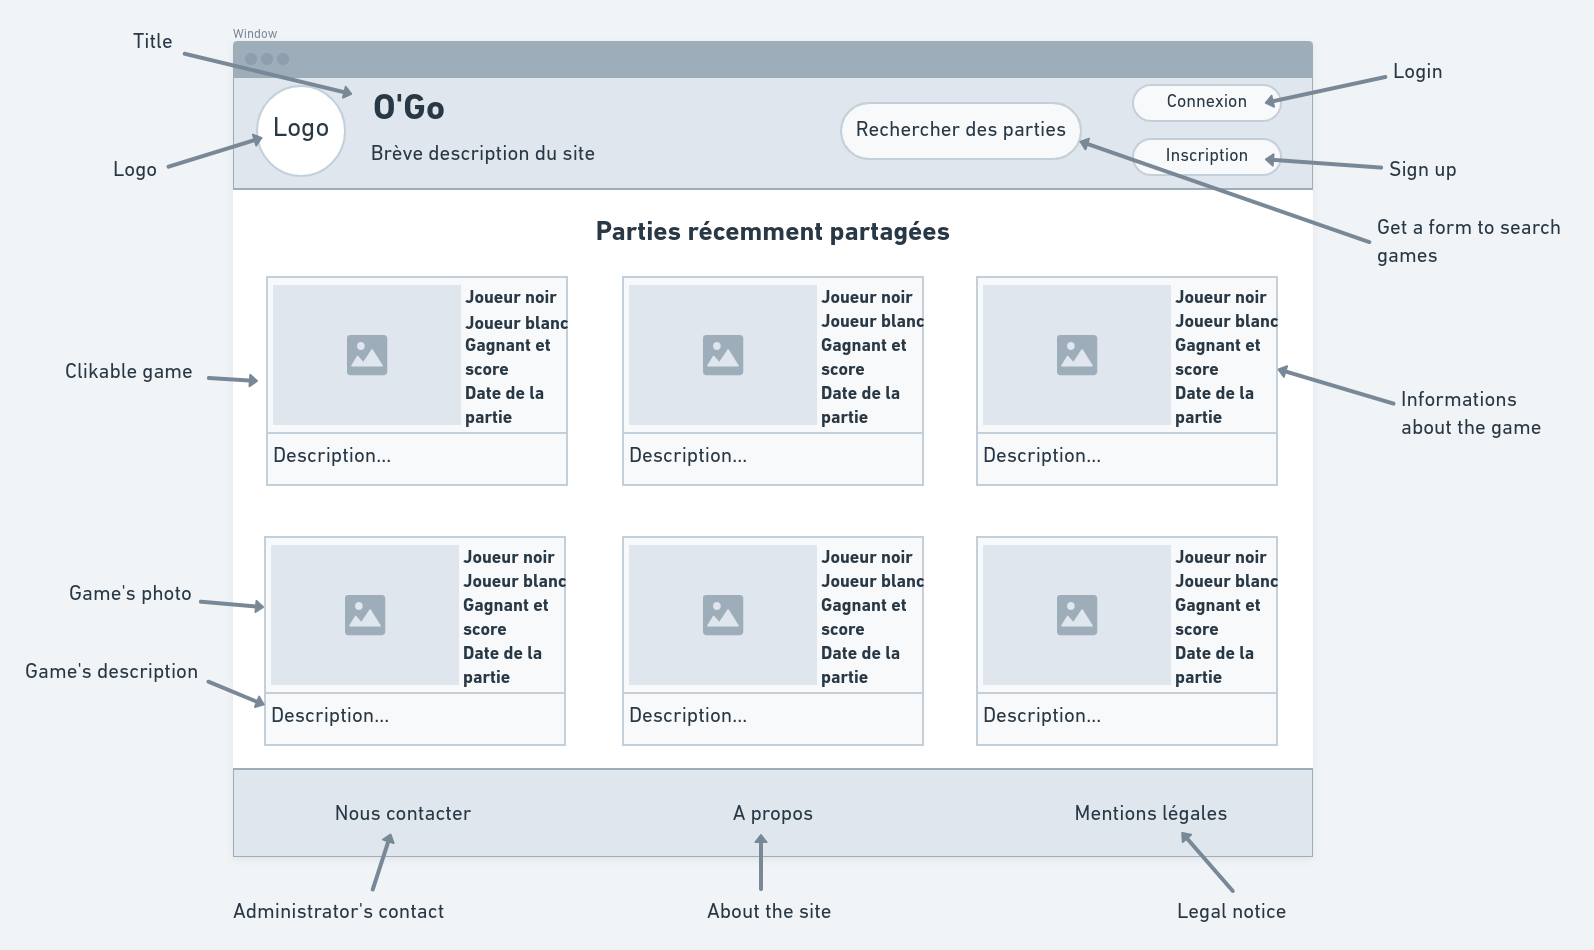 Window
Title
O'Go
Login
Connexion
Logo
Rechercher des parties
Brève description du site
Inscription
Logo
Sign up
Get a form to search
games
Parties récemment partagées
Joueur noir
Joueur blanc
Gagnant et
score
Date de la
partie
Description...
Joueur noir
Joueur blanc
Gagnant et
score
Date de la
partie
Description...
Joueur noir
Joueur blanc
Gagnant et
score
Date de la
partie
Description...
Clikable game
Informations
about the game
Joueur noir
Joueur blanc
Gagnant et
score
Date de la
partie
Description...
Joueur noir
Joueur blanc
Gagnant et
score
Date de la
partie
Description...
Joueur noir
Joueur blanc
Gagnant et
score
Date de la
partie
Description...
Game's photo
Game's description
Nous contacter
A propos
Mentions légales
Administrator's contact
About the site
Legal notice